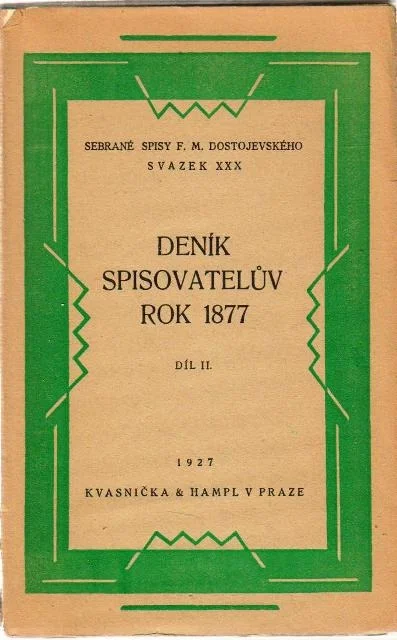 SEBRANÉ SPISY F. M. DOSTOJEVSKÉHO
SVAZEK XXX
DENÍK
SPISOVATELŮV
ROK 1877
DÍL II.
1927
KVASNIČKA & HAMPL V PRAZE